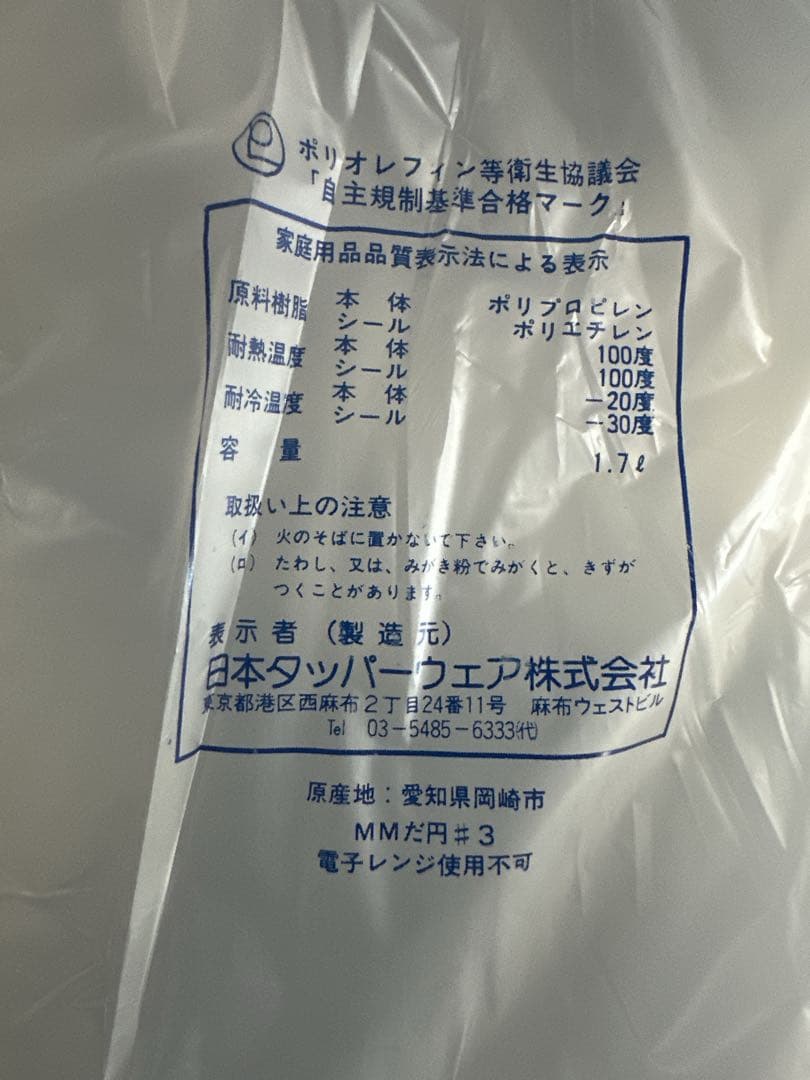 ポリオレフィン等衛生協議会
「自主規制基準合格マーク」
家庭用品品質表示法による表示
原料樹脂 本体 ポリプロピレン
シール ポリエチレン
耐熱温度 本体 100度
シール 100度
耐冷温度 本体 -20度
シール -30度
容量 1.7ℓ
取扱い上の注意
(イ) 火のそばに置かないで下さい。
(ロ) たわし、又は、みがき粉でみがくと、きずが
つくことがあります。
表示者(製造元)
日本タッパーウェア株式会社
東京都港区西麻布2丁目24番11号 麻布ウェストビル
Tel 03-5485-6333(代)
原産地:愛知県岡崎市
MMだ円#3
電子レンジ使用不可